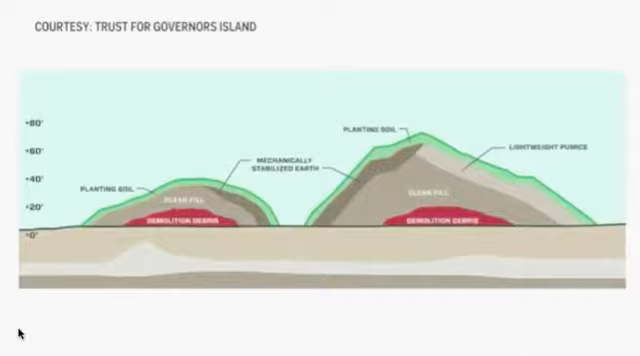 COURTESY: TRUST FOR GOVERNORS ISLAND
+80'
PLANTING SOIL
+60'
LIGHTWEIGHT PUMICE
MECHANICALLY
STABILIZED EARTH
+40'
PLANTING SOIL
CLEAN FILL
CLEAN FILL
+20'
DEMOLITION DEBRIS
DEMOLITION DEBRIS
+0'